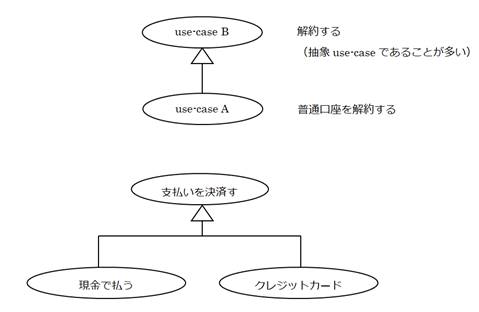 use-case B
解約する
（抽象 use-case であることが多い）
use-case A
普通口座を解約する
支払いを決済す
現金で払う
クレジットカード